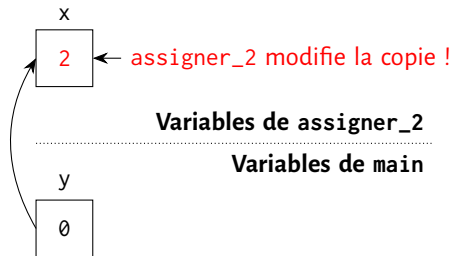 x
2
assigner_2 modifie la copie !
Variables de assigner_2
Variables de main
y
0